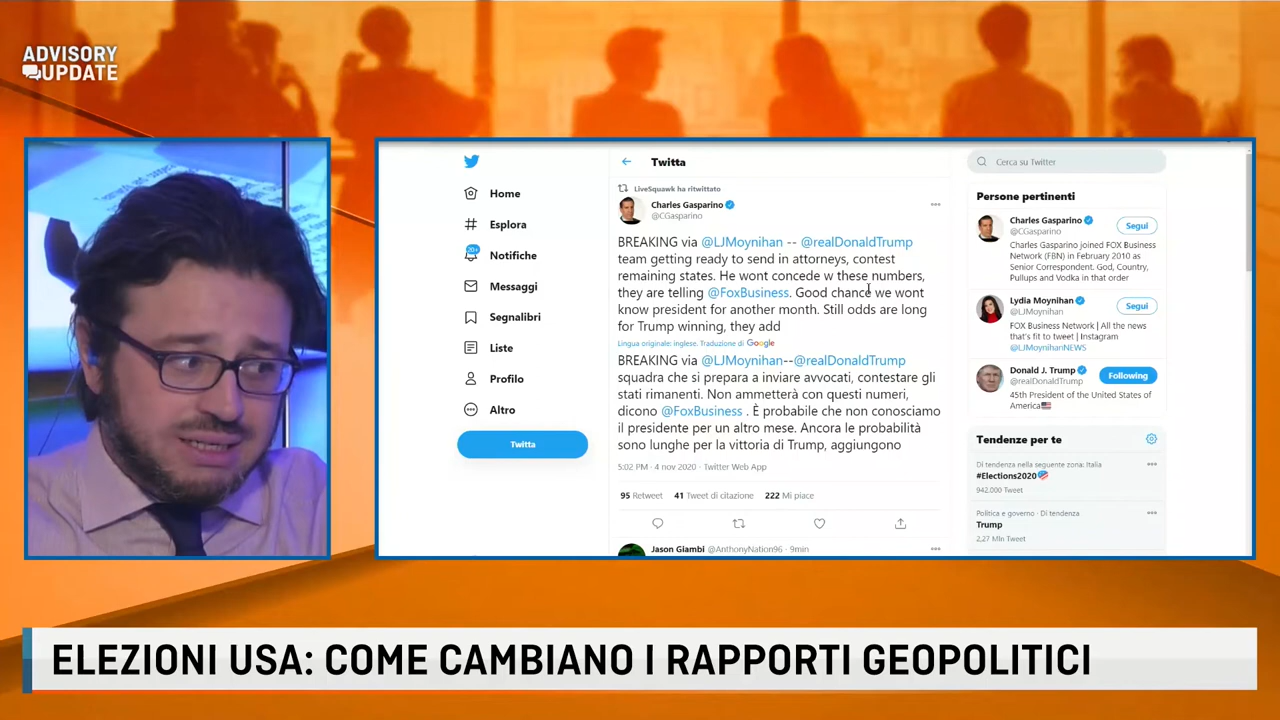 ADVISORY
UPDATE
Home
Esplora
20+
Notifiche
Messaggi
Segnalibri
Liste
Profilo
Altro
Twitta
Twitta
LiveSquawk ha ritwittato
Charles Gasparino
@CGasparino
BREAKING via @LJMoynihan -- @realDonaldTrump
team getting ready to send in attorneys, contest
remaining states. He wont concede w these numbers,
they are telling @FoxBusiness. Good chance we wont
know president for another month. Still odds are long
for Trump winning, they add
Lingua originale: inglese. Traduzione di Google
BREAKING via @LJMoynihan--@realDonaldTrump
squadra che si prepara a inviare avvocati, contestare gli
stati rimanenti. Non ammetterà con questi numeri,
dicono @FoxBusiness . È probabile che non conosciamo
il presidente per un altro mese. Ancora le probabilità
sono lunghe per la vittoria di Trump, aggiungono
5:02 PM · 4 nov 2020 · Twitter Web App
95 Retweet 41 Tweet di citazione 222 Mi piace
Jason Giambi @AnthonyNation96 · 9min
Cerca su Twitter
Persone pertinenti
Charles Gasparino
@CGasparino
Segui
Charles Gasparino joined FOX Business
Network (FBN) in February 2010 as
Senior Correspondent. God, Country,
Pullups and Vodka in that order
Lydia Moynihan
@LJMoynihan
Segui
FOX Business Network | All the news
that's fit to tweet | Instagram
@LJMoynihanNEWS
Donald J. Trump
@realDonaldTrump
Following
45th President of the United States of
America
Tendenze per te
Di tendenza nella seguente zona: Italia
#Elections2020
942.000 Tweet
Politica e governo · Di tendenza
Trump
2,27 Mln Tweet
ELEZIONI USA: COME CAMBIANO I RAPPORTI GEOPOLITICI